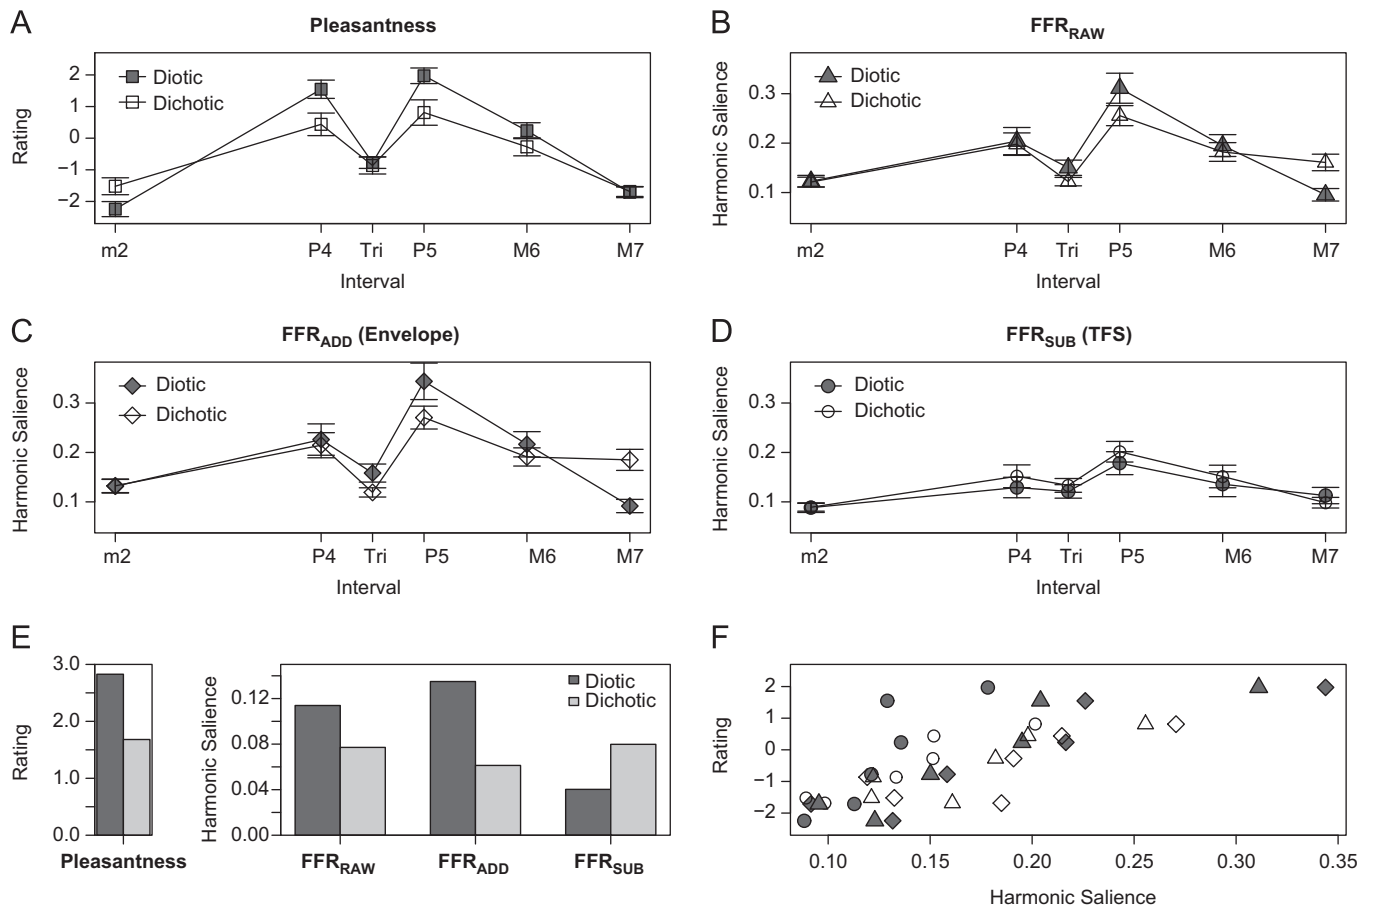 A
Pleasantness
Rating
2
1
0
−1
−2
Diotic
Dichotic
m2 P4 Tri P5 M6 M7
Interval
B
FFRRAW
Harmonic Salience
0.3
0.2
0.1
Diotic
Dichotic
m2 P4 Tri P5 M6 M7
Interval
C
FFRADD (Envelope)
Harmonic Salience
0.3
0.2
0.1
Diotic
Dichotic
m2 P4 Tri P5 M6 M7
Interval
D
FFRSUB (TFS)
Harmonic Salience
0.3
0.2
0.1
Diotic
Dichotic
m2 P4 Tri P5 M6 M7
Interval
E
Rating
3.0
2.0
1.0
0.0
Pleasantness
Harmonic Salience
0.12
0.08
0.04
0.00
Diotic
Dichotic
FFRRAW FFRADD FFRSUB
F
Rating
2
1
0
−1
−2
0.10 0.15 0.20 0.25 0.30 0.35
Harmonic Salience